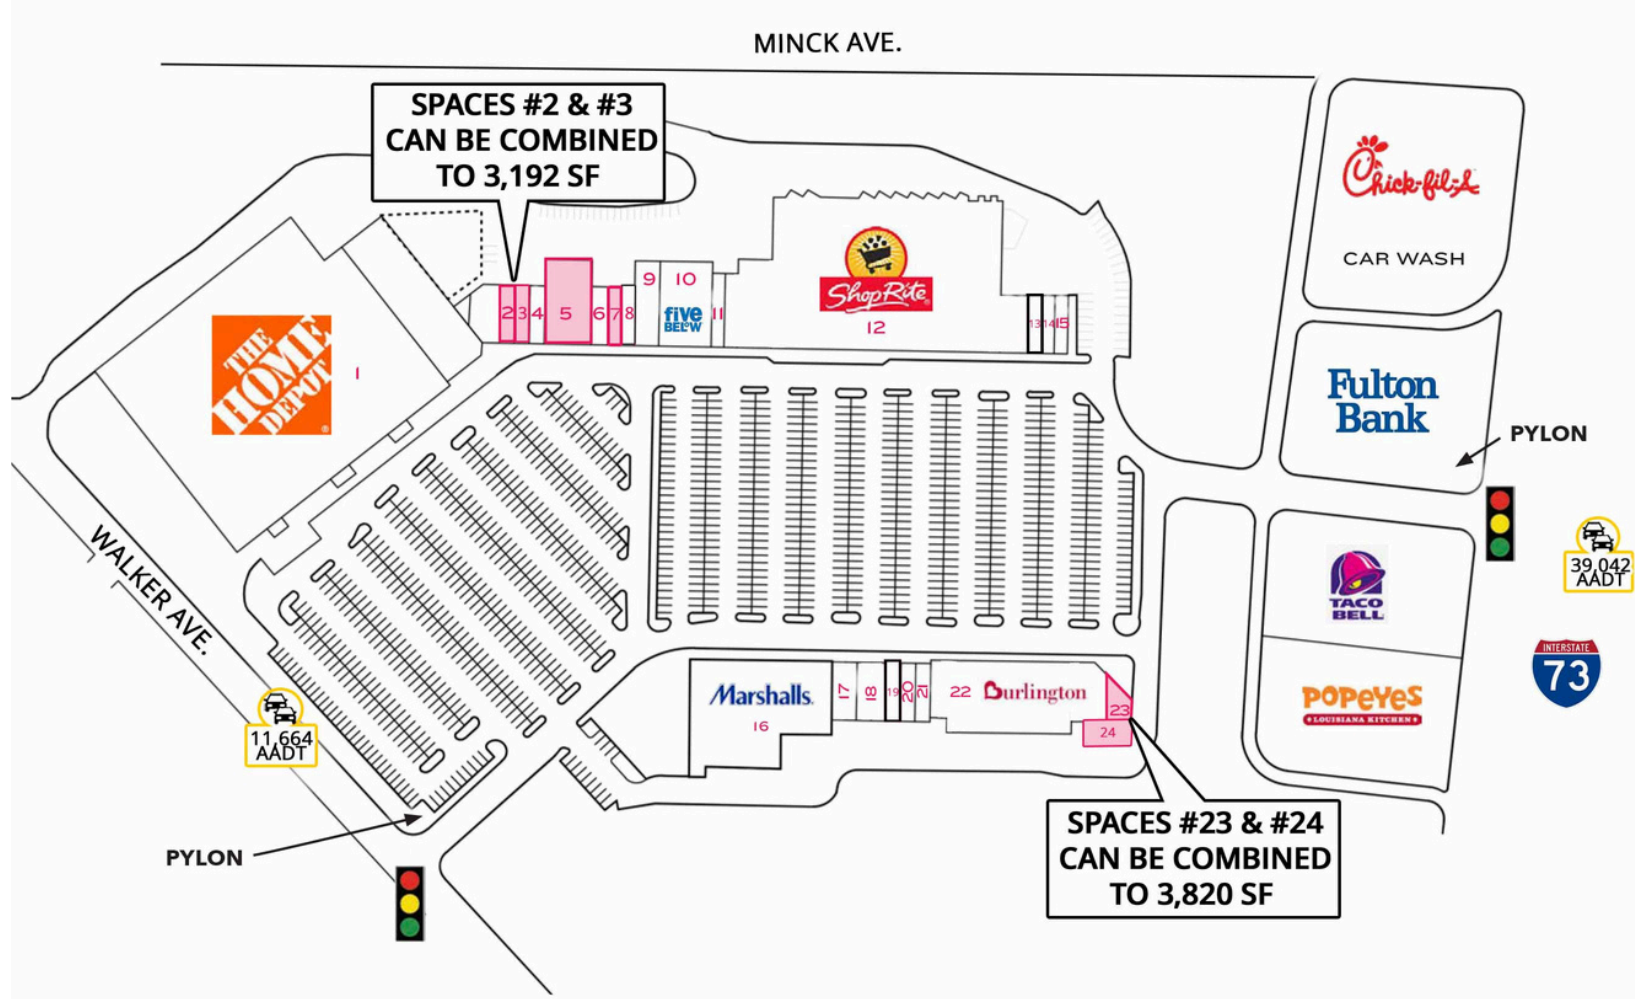 MINCK AVE.
SPACES #2 & #3
CAN BE COMBINED
TO 3,192 SF
Chick-fil-A
CAR WASH
THE
HOME
DEPOT
®
1
2
3
4
5
6
7
8
9
10
five
BELW
11
ShopRite®
12
13
14
15
Fulton
Bank
PYLON
39,042
AADT
TACO
BELL
INTERSTATE
73
POPEYES
LOUISIANA KITCHEN
WALKER AVE.
11,664
AADT
PYLON
Marshalls.
16
17
18
19
20
21
22
Burlington
23
24
SPACES #23 & #24
CAN BE COMBINED
TO 3,820 SF